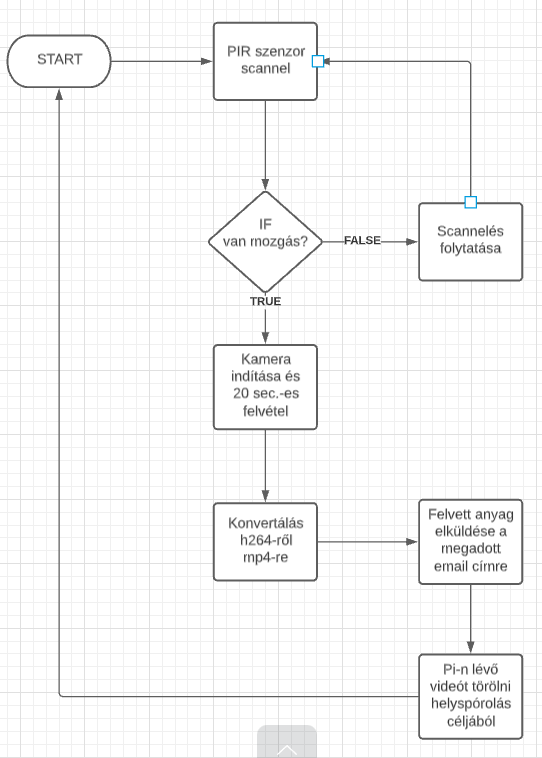 START
PIR szenzor
scannel
IF
van mozgás?
FALSE
Scannelés
folytatása
TRUE
Kamera
indítása és
20 sec.-es
felvétel
Konvertálás
h264-ről
mp4-re
Felvett anyag
elküldése a
megadott
email címre
Pi-n lévő
videót törölni
helyspórolás
céljából